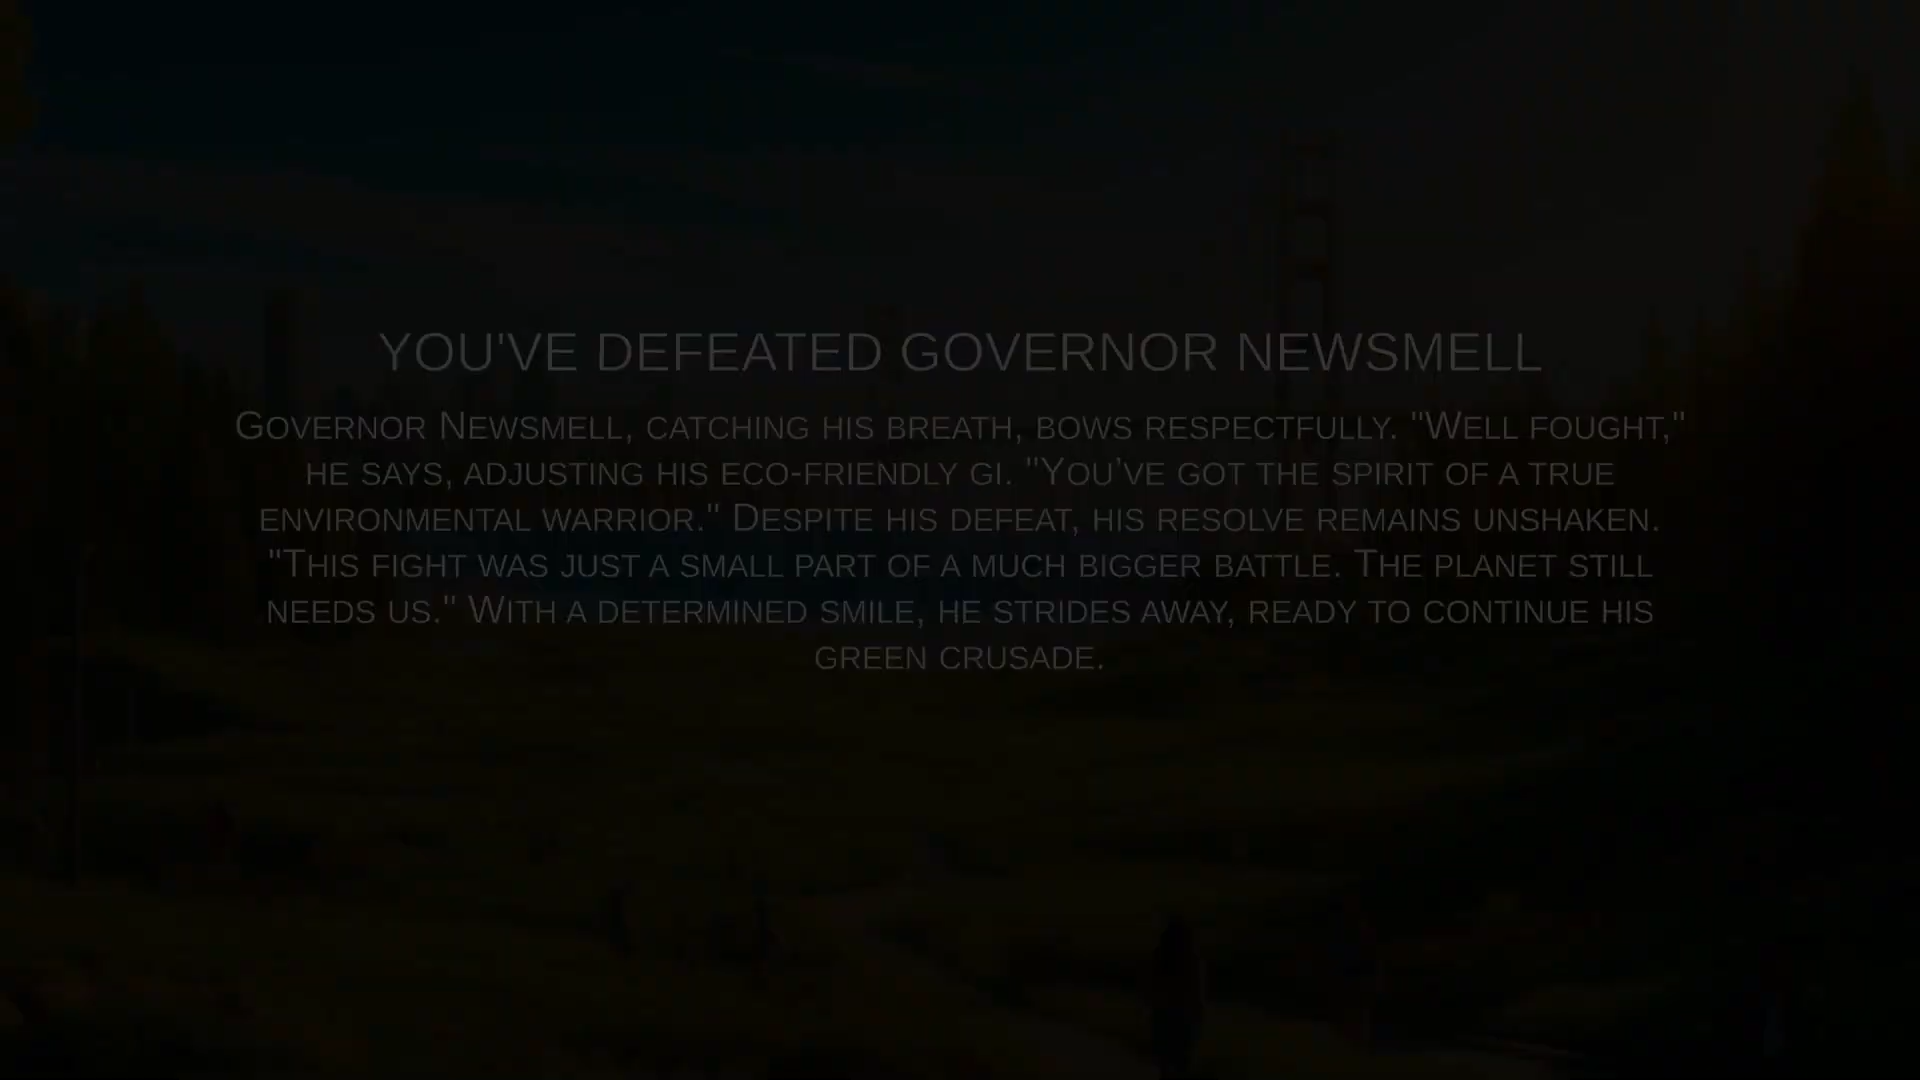 YOU'VE DEFEATED GOVERNOR NEWSMELL
GOVERNOR NEWSMELL, CATCHING HIS BREATH, BOWS RESPECTFULLY. "WELL FOUGHT,"
HE SAYS, ADJUSTING HIS ECO-FRIENDLY GI. "YOU'VE GOT THE SPIRIT OF A TRUE
ENVIRONMENTAL WARRIOR." DESPITE HIS DEFEAT, HIS RESOLVE REMAINS UNSHAKEN.
"THIS FIGHT WAS JUST A SMALL PART OF A MUCH BIGGER BATTLE. THE PLANET STILL
NEEDS US." WITH A DETERMINED SMILE, HE STRIDES AWAY, READY TO CONTINUE HIS
GREEN CRUSADE.